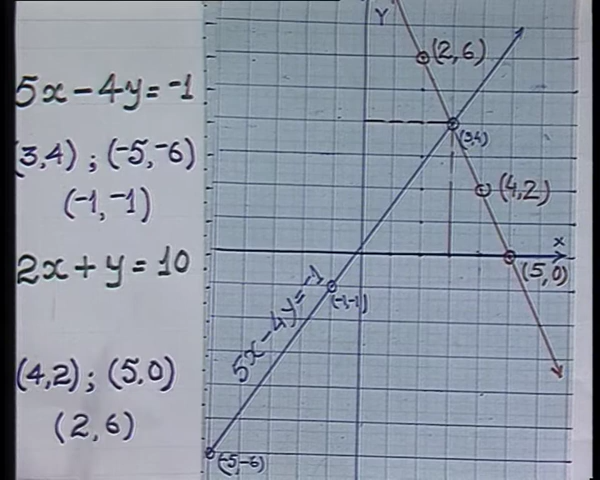 5x-4y=-1
(3,4) ; (-5,-6)
(-1,-1)
2x+y=10
(4,2) ; (5,0)
(2,6)
Y
(2,6)
(3,4)
(4,2)
x
(5,0)
(-1,-1)
5x-4y=-1
(-5,-6)